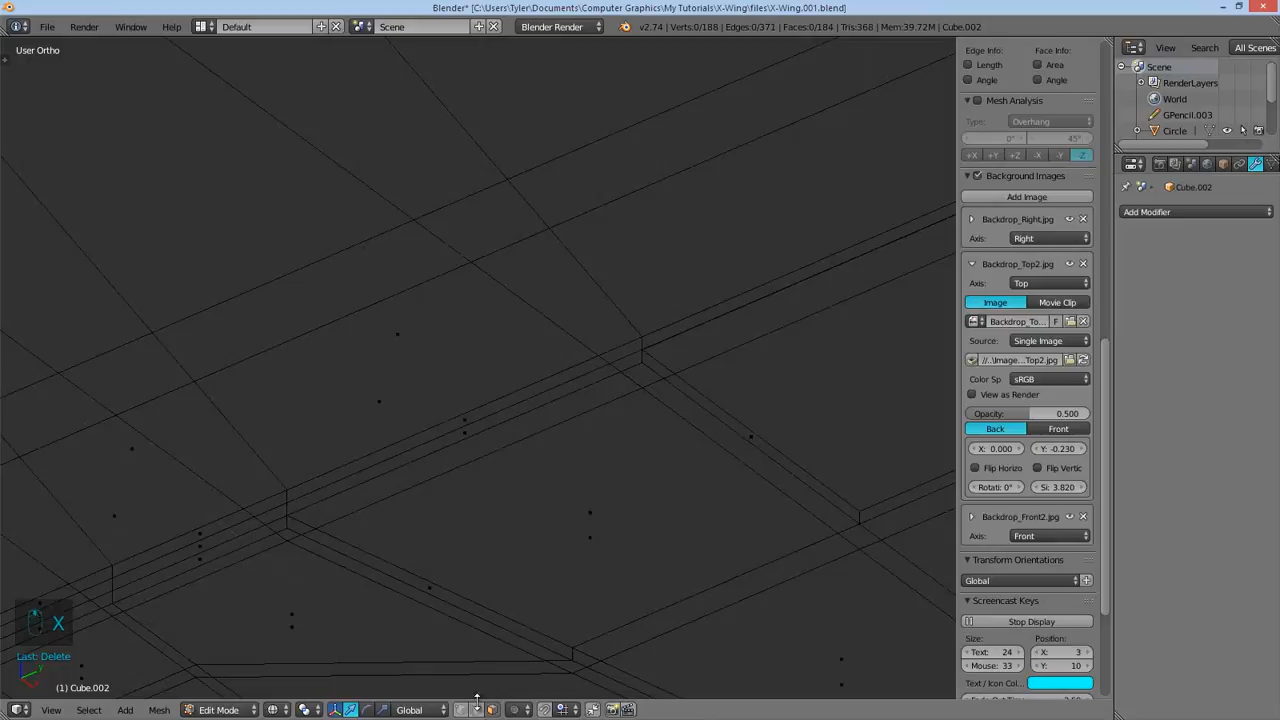 Blender* [C:\Users\Tyler\Documents\Computer Graphics\My Tutorials\X-Wing\files\X-Wing.001.blend]
File Render Window Help Default Scene Blender Render v2.74 | Verts:0/188 | Edges:0/371 | Faces:0/184 | Tris:368 | Mem:39.72M | Cube.002
User Ortho
Edge Info: Face Info:
Length Area
Angle Angle
Mesh Analysis
Type: Overhang
0° 45°
+X +Y +Z -X -Y -Z
Background Images
Add Image
Backdrop_Right.jpg
Axis: Right
Backdrop_Top2.jpg
Axis: Top
Image Movie Clip
Backdrop_To... F
Source: Single Image
//..\Image...Top2.jpg
Color Sp sRGB
View as Render
Opacity: 0.500
Back Front
X: 0.000 Y: -0.230
Flip Horizo Flip Vertic
Rotati: 0° Si: 3.820
Backdrop_Front2.jpg
Axis: Front
Transform Orientations
Global
Screencast Keys
Stop Display
Size: Position:
Text: 24 X: 3
Mouse: 33 Y: 10
Text / Icon Col...
View Search All Scenes
Scene
RenderLayers
World
GPencil.003
Circle
Cube.002
Add Modifier
X
Last: Delete
(1) Cube.002
View Select Add Mesh Edit Mode Global